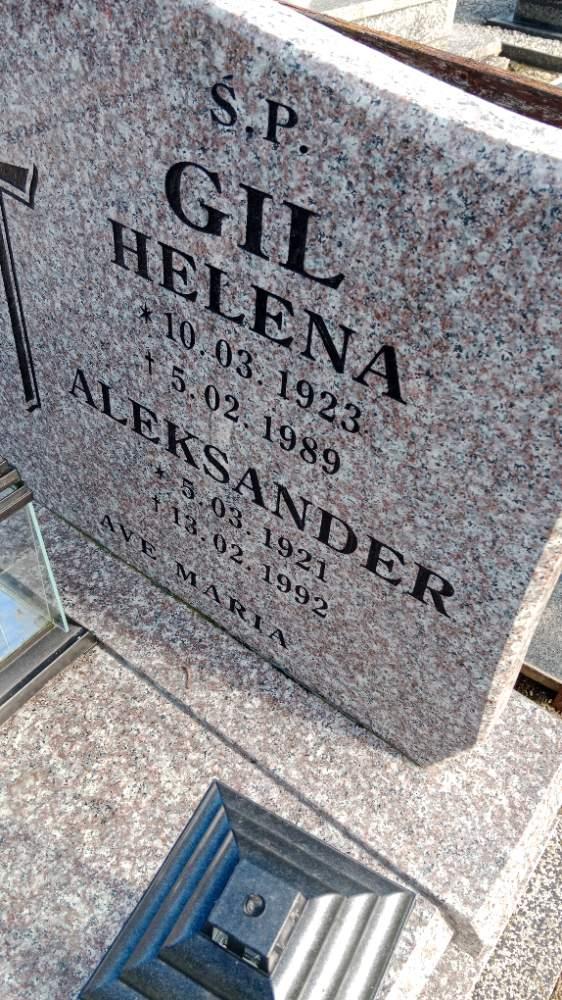 Ś.P.
GIL
HELENA
* 10.03.1923
† 5.02.1989
ALEKSANDER
* 5.03.1921
† 13.02.1992
AVE MARIA